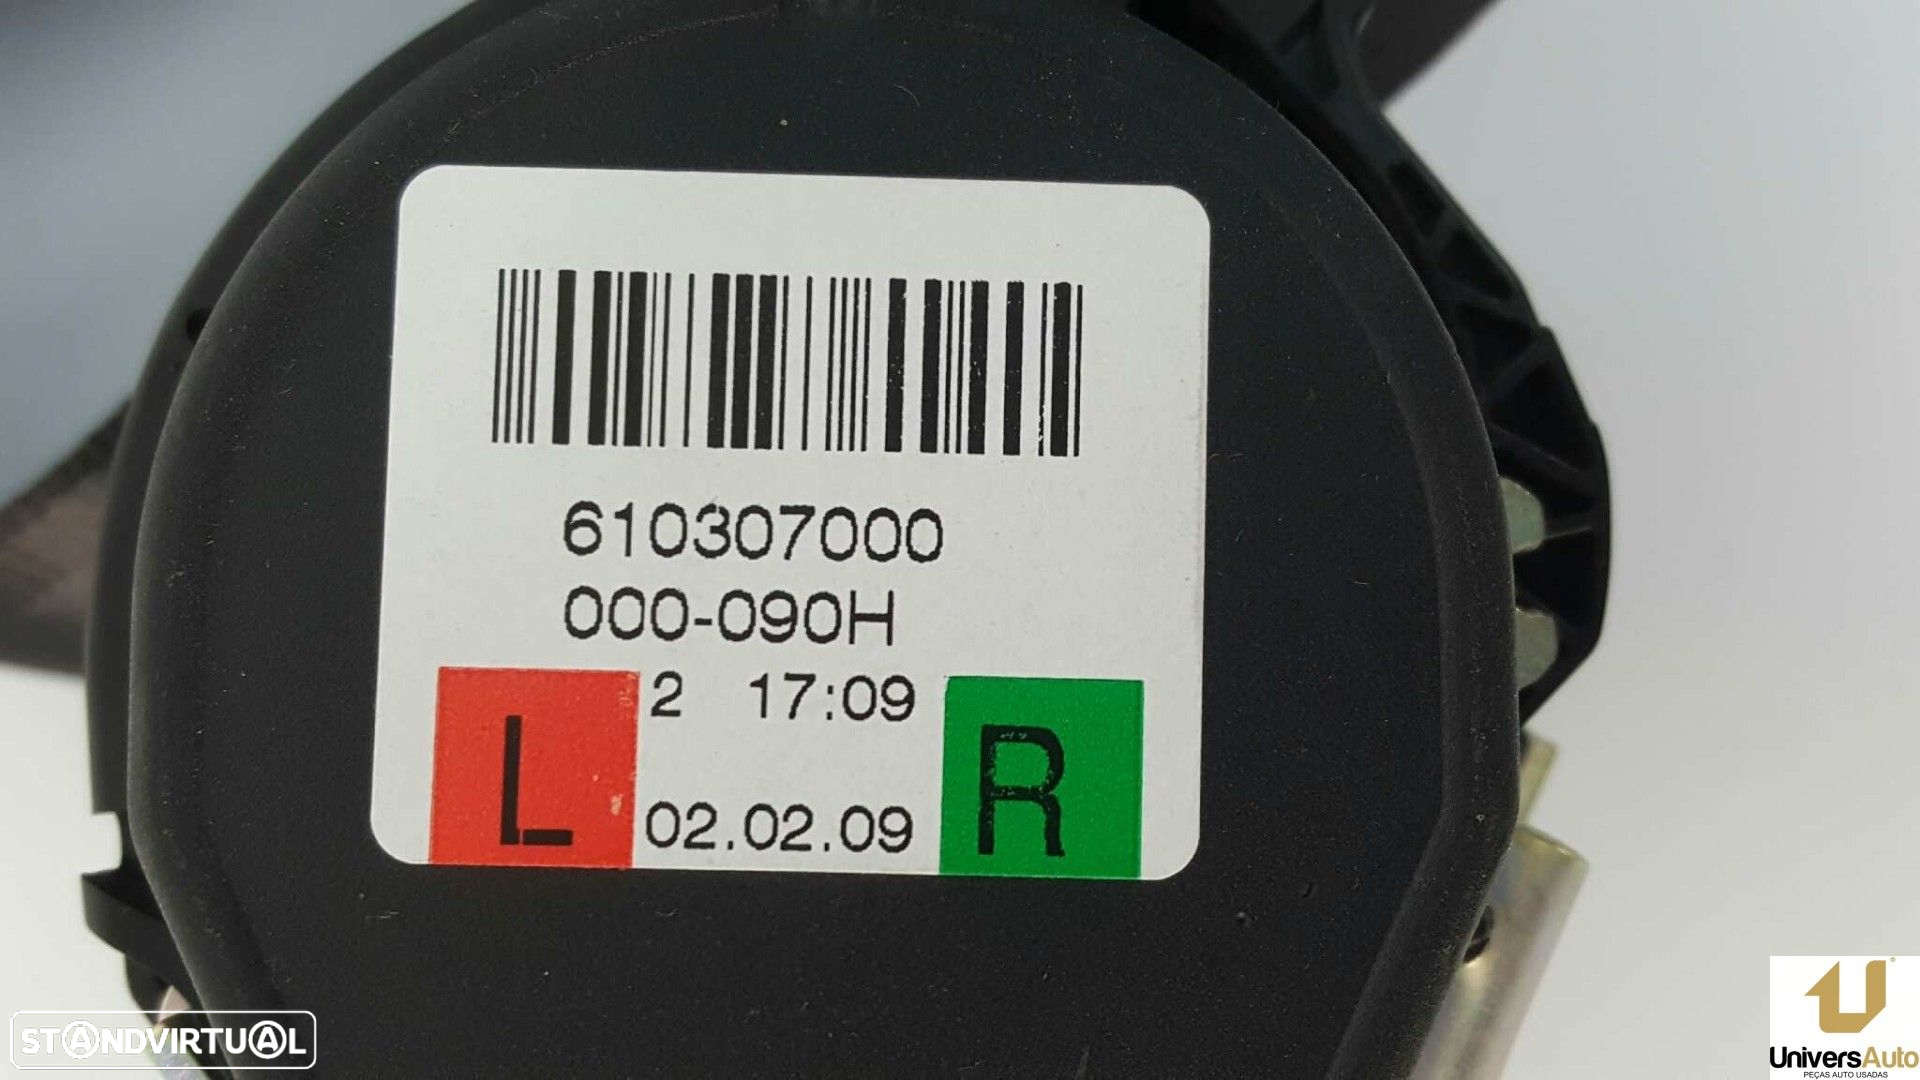 610307000
000-090H
2 17:09
L R
02.02.09
STANDVIRTUAL
UniversAuto
PEÇAS AUTO USADAS